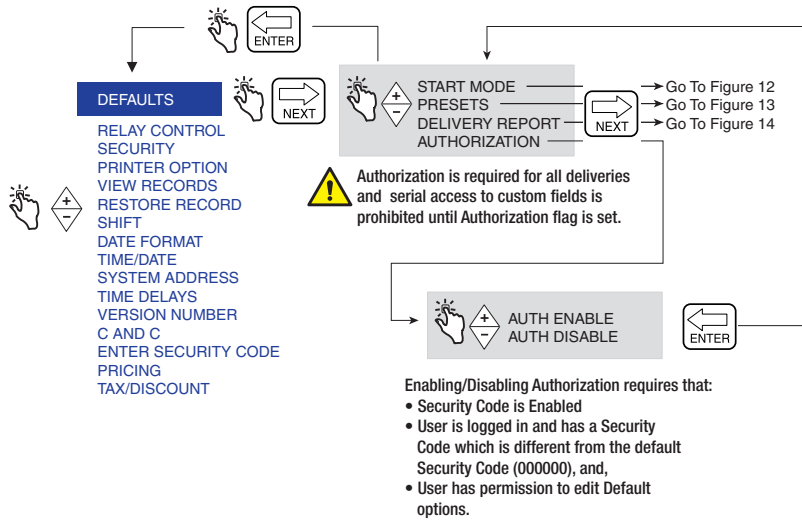 ENTER
DEFAULTS
NEXT
RELAY CONTROL
SECURITY
PRINTER OPTION
VIEW RECORDS
RESTORE RECORD
SHIFT
DATE FORMAT
TIME/DATE
SYSTEM ADDRESS
TIME DELAYS
VERSION NUMBER
C AND C
ENTER SECURITY CODE
PRICING
TAX/DISCOUNT
+
−
+
−
START MODE
PRESETS
DELIVERY REPORT
AUTHORIZATION
NEXT
Go To Figure 12
Go To Figure 13
Go To Figure 14
!
Authorization is required for all deliveries
and serial access to custom fields is
prohibited until Authorization flag is set.
+
−
AUTH ENABLE
AUTH DISABLE
ENTER
Enabling/Disabling Authorization requires that:
• Security Code is Enabled
• User is logged in and has a Security
Code which is different from the default
Security Code (000000), and,
• User has permission to edit Default
options.